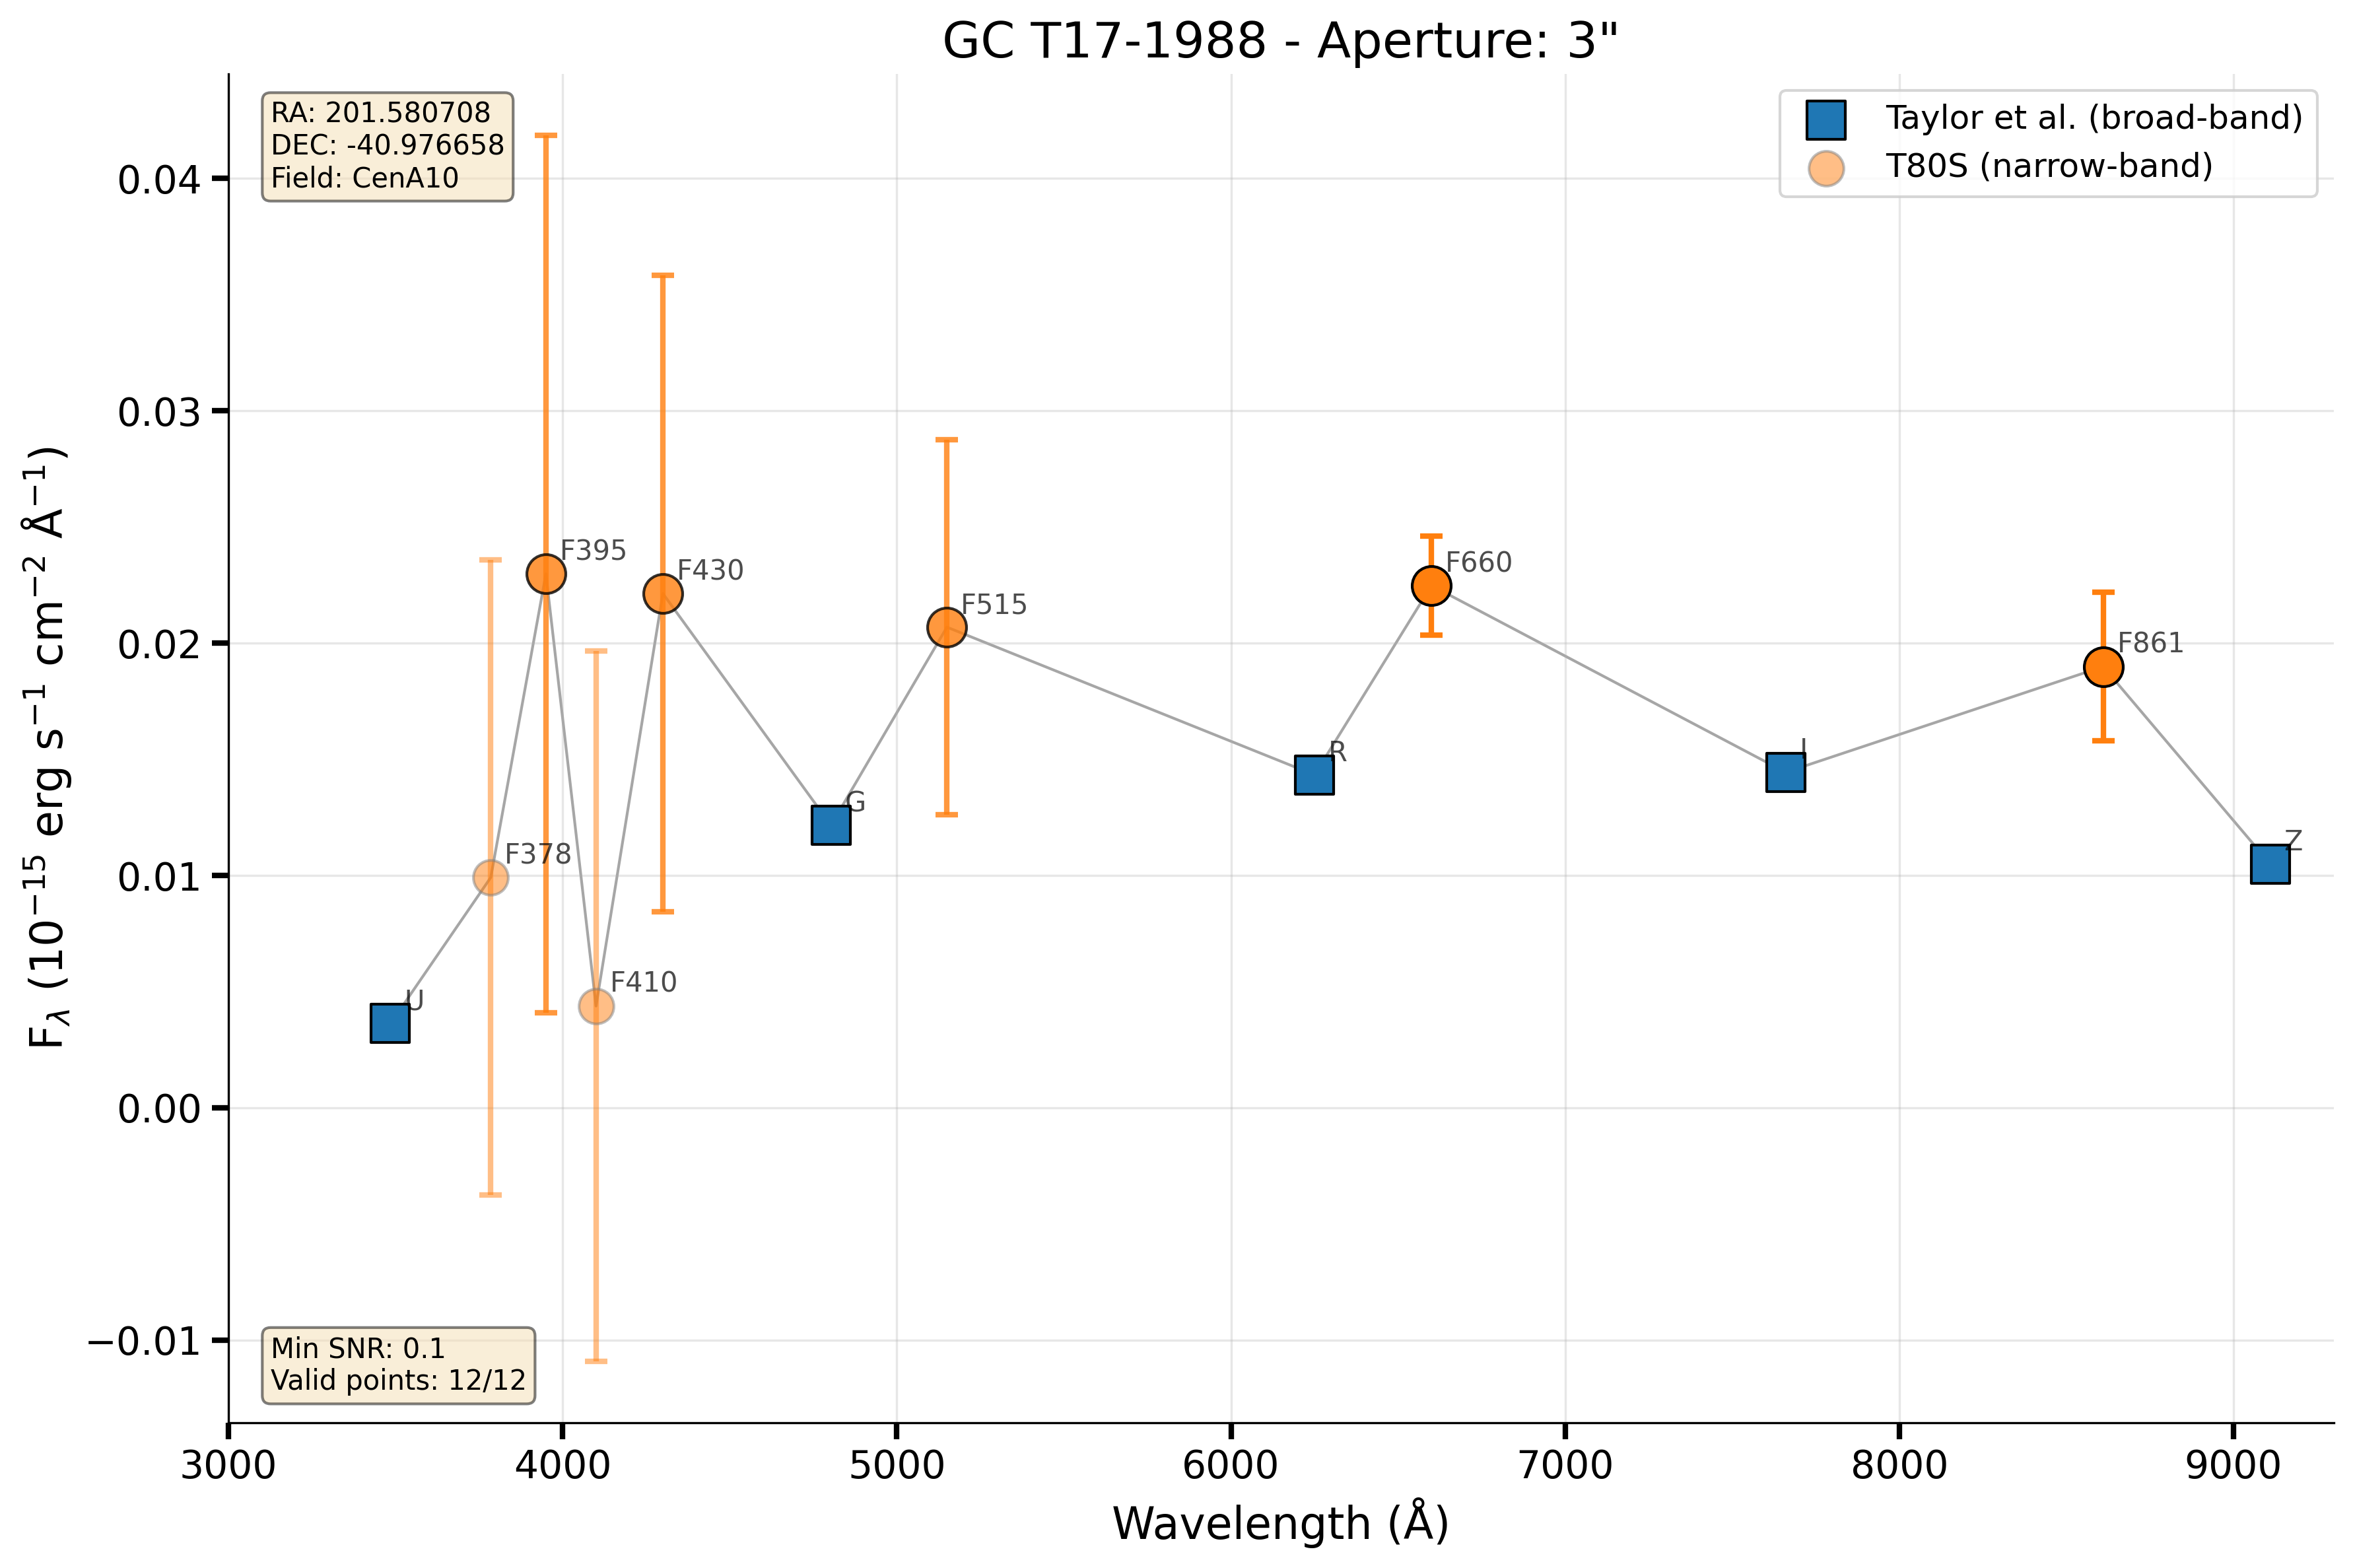 GC T17-1988 - Aperture: 3"
RA: 201.580708
DEC: -40.976658
Field: CenA10
Taylor et al. (broad-band)
T80S (narrow-band)
0.04
0.03
0.02
0.01
0.00
−0.01
F_λ (10⁻¹⁵ erg s⁻¹ cm⁻² Å⁻¹)
U
F378
F395
F410
F430
G
F515
R
F660
I
F861
Z
Min SNR: 0.1
Valid points: 12/12
3000
4000
5000
6000
7000
8000
9000
Wavelength (Å)